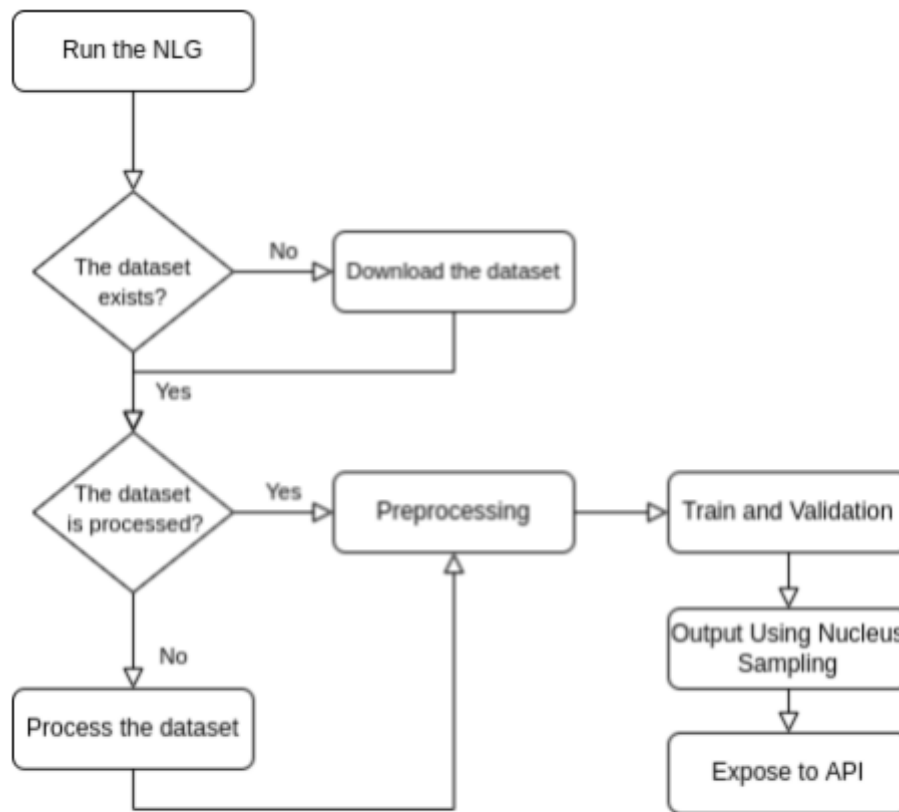 Run the NLG
The dataset
exists?
No
Download the dataset
Yes
The dataset
is processed?
Yes
Preprocessing
Train and Validation
No
Output Using Nucleus
Sampling
Process the dataset
Expose to API